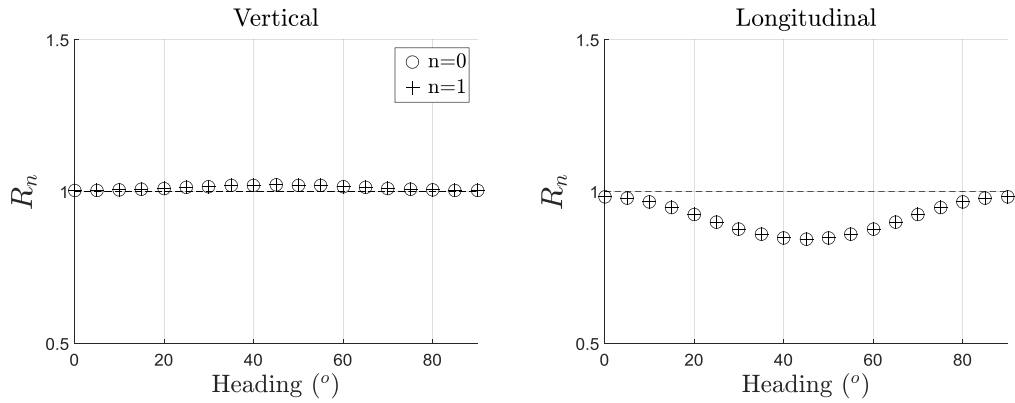 Vertical
1.5
n=0
n=1
R_n
1
0.5
0 20 40 60 80
Heading (^o)
Longitudinal
1.5
R_n
1
0.5
0 20 40 60 80
Heading (^o)